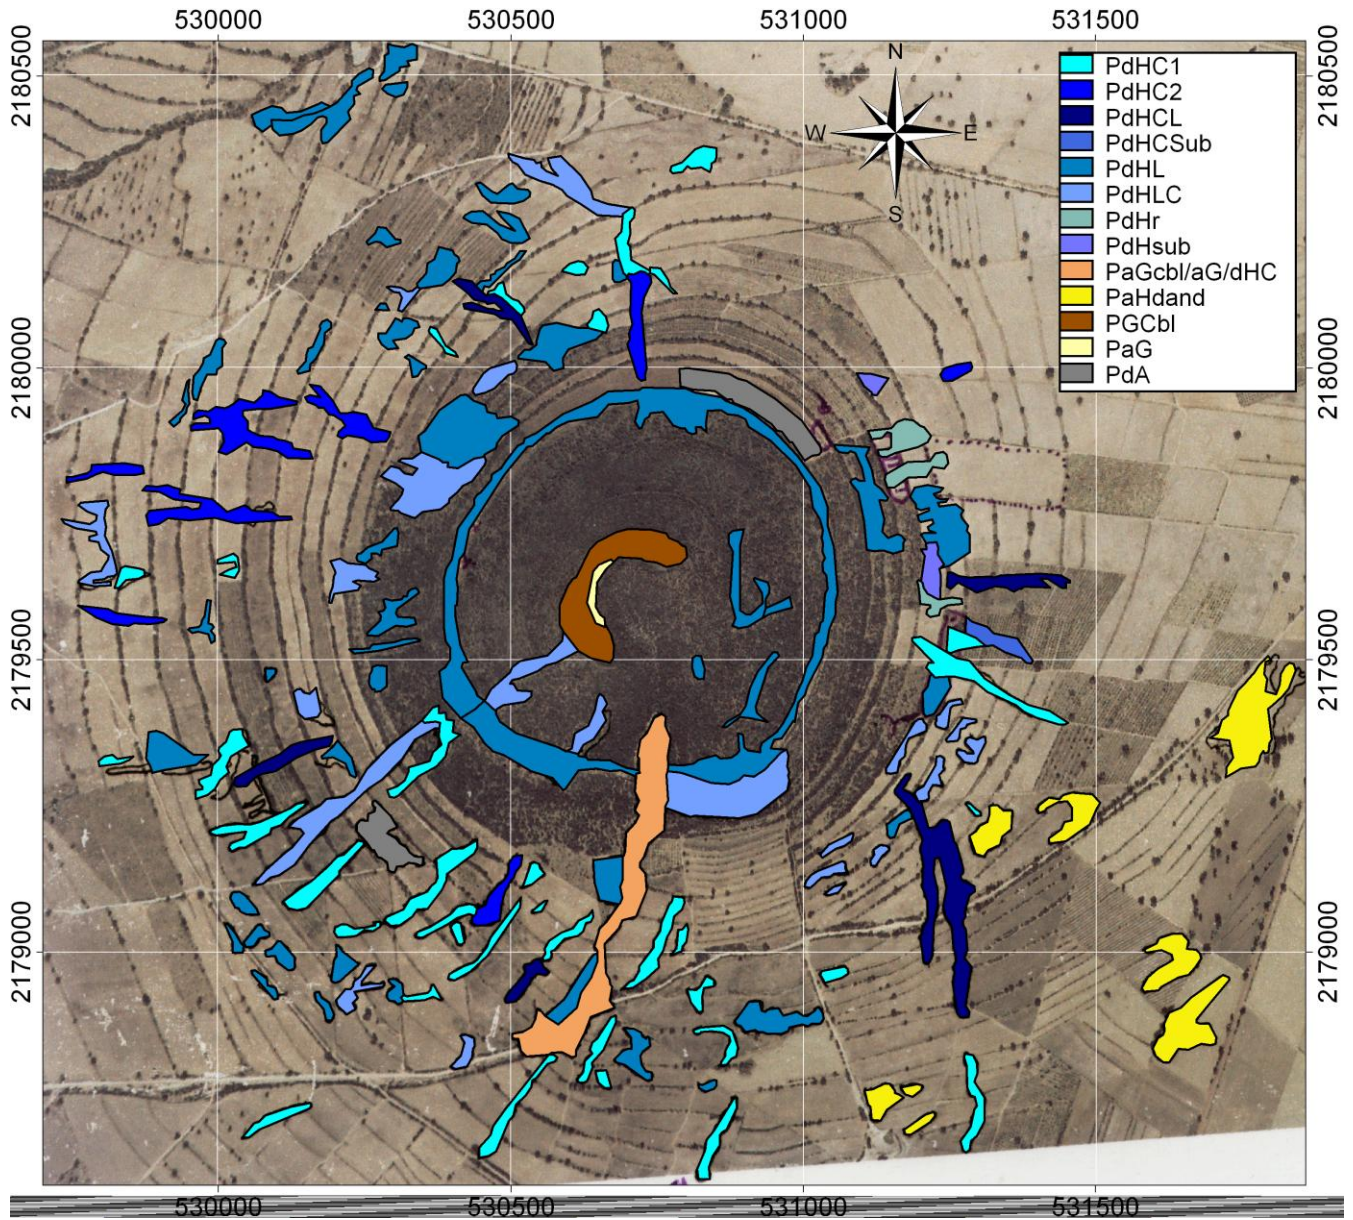 530000 530500 531000 531500
2180500 2180500
N
W E
S
PdHC1
PdHC2
PdHCL
PdHCSub
PdHL
PdHLC
PdHr
PdHsub
PaGcbl/aG/dHC
PaHdand
PGCbl
PaG
PdA
2180000 2180000
2179500 2179500
2179000 2179000
530000 530500 531000 531500